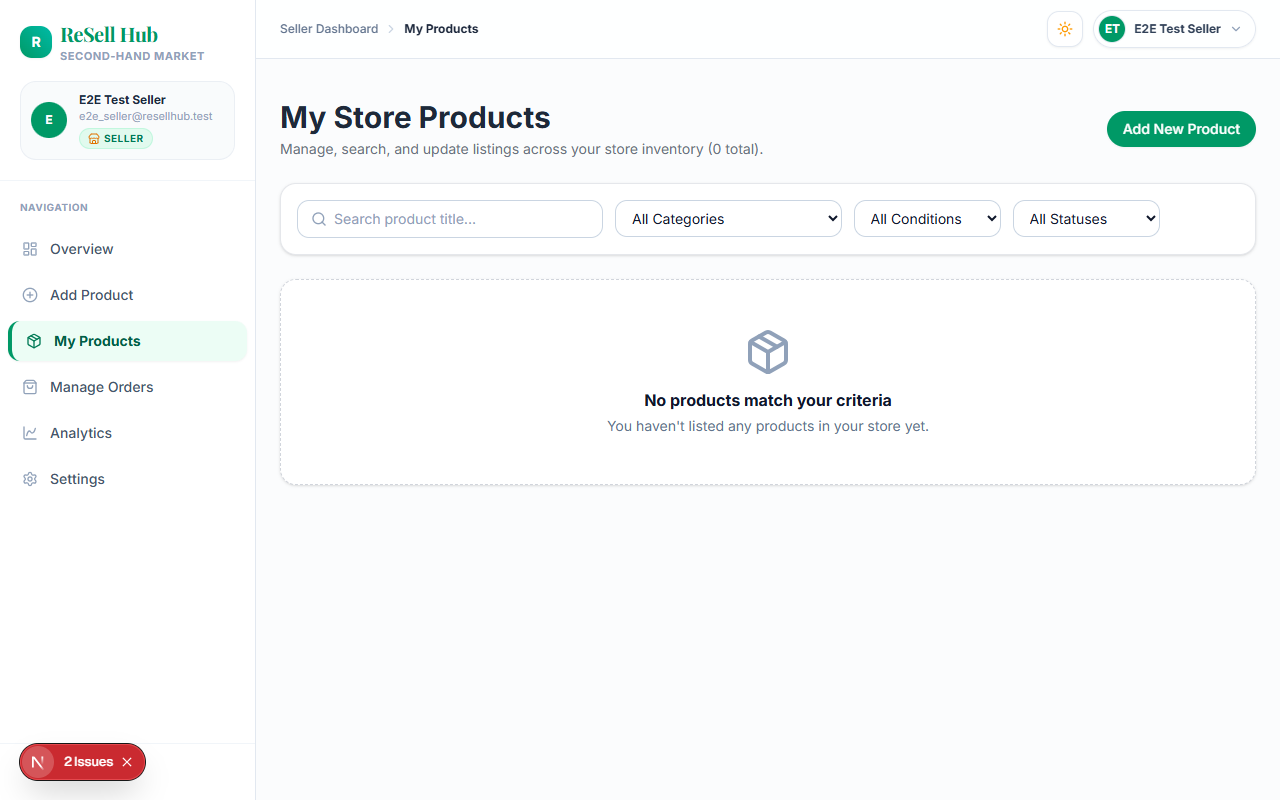 R
ReSell Hub
SECOND-HAND MARKET
E
E2E Test Seller
e2e_seller@resellhub.test
SELLER
NAVIGATION
Overview
Add Product
My Products
Manage Orders
Analytics
Settings
N 2 Issues
Seller Dashboard > My Products
ET E2E Test Seller
My Store Products
Manage, search, and update listings across your store inventory (0 total).
Add New Product
Search product title... All Categories All Conditions All Statuses
No products match your criteria
You haven't listed any products in your store yet.